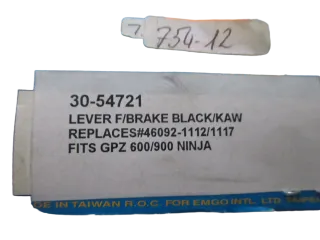 754-12
30-54721
LEVER F/BRAKE BLACK/KAW
REPLACES#46092-1112/1117
FITS GPZ 600/900 NINJA
IN TAIWAN R.O.C. FOR EMGO INTL. LTD.